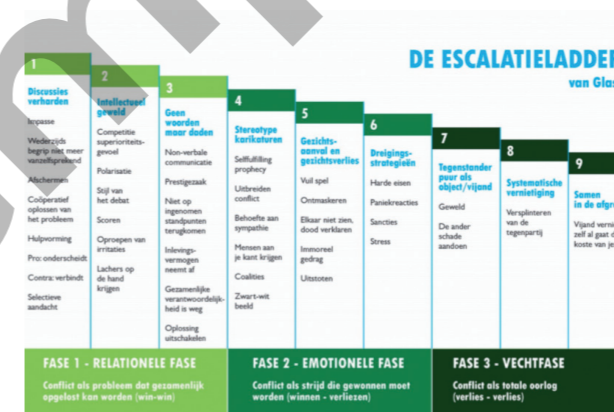 DE ESCALATIELADDER
van Glas
1
Discussies
verharden
Impasse
Wederzijds
begrip niet meer
vanzelfsprekend
Afschermen
Coöperatief
oplossen van
het probleem
Hulpvorming
Pro: onderscheidt
Contra: verbindt
Selectieve
aandacht
2
Intellectueel
geweld
Competitie
superioriteits-
gevoel
Polarisatie
Stijl van
het debat
Scoren
Oproepen van
irritaties
Lachers op
de hand
krijgen
3
Geen
woorden
maar daden
Non-verbale
communicatie
Prestigezaak
Niet op
ingenomen
standpunten
terugkomen
Inlevings-
vermogen
neemt af
Gezamenlijke
verantwoordelijk-
heid is weg
Oplossing
uitschakelen
4
Stereotype
karikaturen
Selffulfilling
prophecy
Uitbreiden
conflict
Behoefte aan
sympathie
Mensen aan
je kant krijgen
Coalities
Zwart-wit
beeld
5
Gezichts-
aanval en
gezichtsverlies
Vuil spel
Ontmaskeren
Elkaar niet zien,
dood verklaren
Immoreel
gedrag
Uitstoten
6
Dreigings-
strategieën
Harde eisen
Paniekreacties
Sancties
Stress
7
Tegenstander
puur als
object/vijand
Geweld
De ander
schade
aandoen
8
Systematische
vernietiging
Versplinteren
van de
tegenpartij
9
Samen
in de afgr
Vijand verni
zelf al gaat d
koste van je
FASE 1 - RELATIONELE FASE
Conflict als probleem dat gezamenlijk
opgelost kan worden (win-win)
FASE 2 - EMOTIONELE FASE
Conflict als strijd die gewonnen moet
worden (winnen - verliezen)
FASE 3 - VECHTFASE
Conflict als totale oorlog
(verlies - verlies)